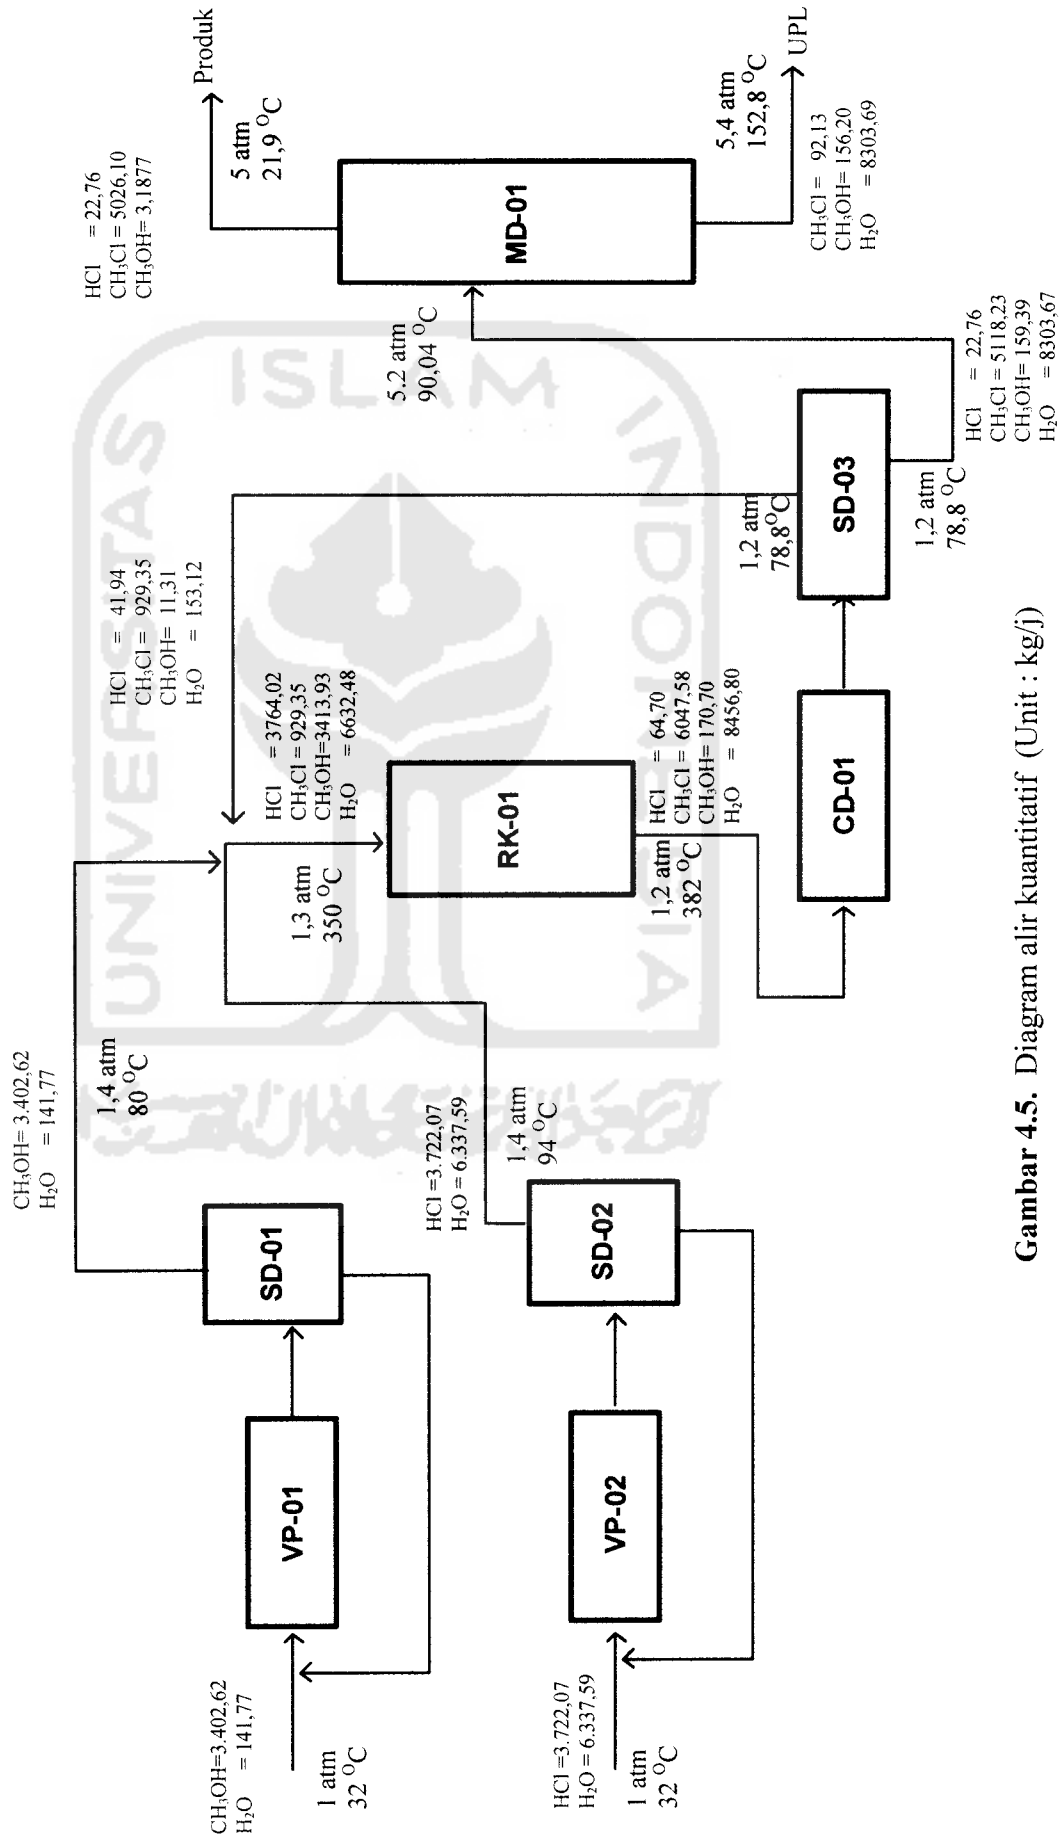 CH₃OH=3.402,62
H₂O = 141,77
1 atm
32 °C
VP-01
SD-01
CH₃OH= 3.402,62
H₂O = 141,77
1,4 atm
80 °C
HCl =3.722,07
H₂O = 6.337,59
1 atm
32 °C
VP-02
SD-02
HCl =3.722,07
H₂O = 6.337,59
1,4 atm
94 °C
1,3 atm
350 °C
HCl = 3764,02
CH₃Cl = 929,35
CH₃OH=3413,93
H₂O = 6632,48
RK-01
HCl = 64,70
CH₃Cl = 6047,58
CH₃OH= 170,70
H₂O = 8456,80
1,2 atm
382 °C
CD-01
SD-03
HCl = 41,94
CH₃Cl = 929,35
CH₃OH= 11,31
H₂O = 153,12
1,2 atm
78,8°C
1,2 atm
78,8 °C
HCl = 22,76
CH₃Cl = 5118,23
CH₃OH= 159,39
H₂O = 8303,67
5.2 atm
90,04 °C
MD-01
HCl = 22,76
CH₃Cl = 5026,10
CH₃OH= 3,1877
5 atm
21,9 °C
Produk
5,4 atm
152,8 °C
UPL
CH₃Cl = 92,13
CH₃OH= 156,20
H₂O = 8303,69
UNIVERSITAS
ISLAM
INDONESIA
Gambar 4.5. Diagram alir kuantitatif (Unit : kg/j)